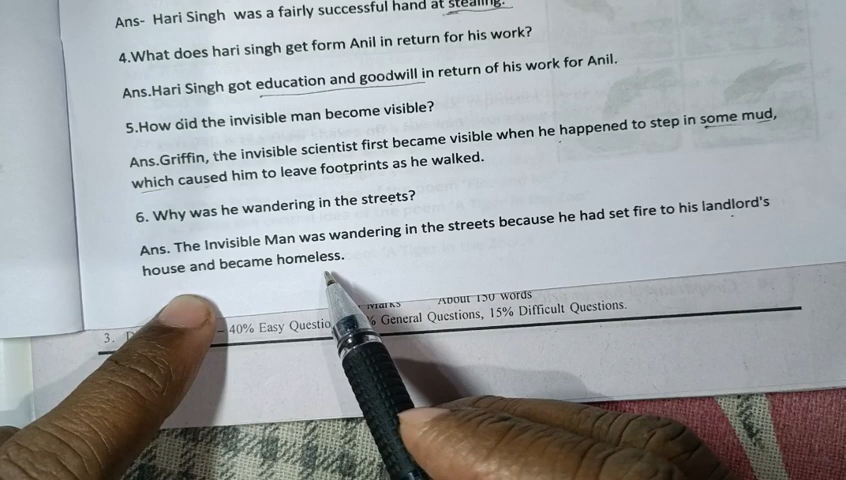 Ans- Hari Singh was a fairly successful hand at stealing.
4.What does hari singh get form Anil in return for his work?
Ans.Hari Singh got education and goodwill in return of his work for Anil.
5.How did the invisible man become visible?
Ans.Griffin, the invisible scientist first became visible when he happened to step in some mud,
which caused him to leave footprints as he walked.
6. Why was he wandering in the streets?
Ans. The Invisible Man was wandering in the streets because he had set fire to his landlord's
house and became homeless.
Marks About 150 words
3. – 40% Easy % General Questions, 15% Difficult Questions.